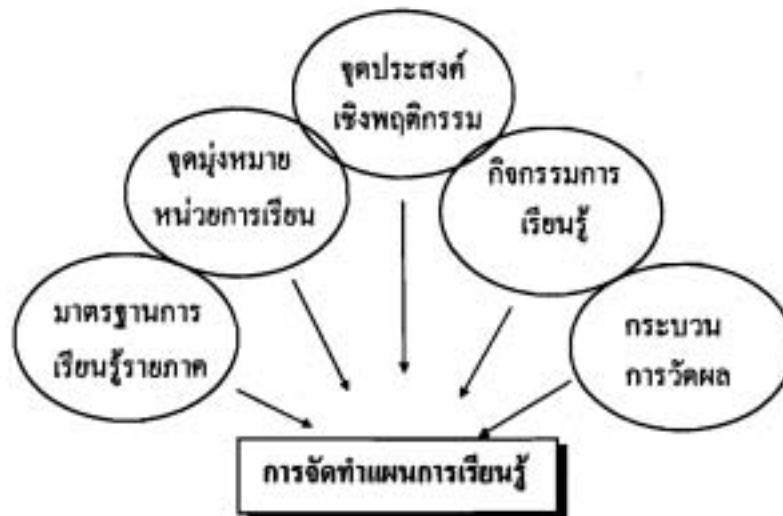 จุดประสงค์
เชิงพฤติกรรม
จุดมุ่งหมาย
หน่วยการเรียน
กิจกรรมการ
เรียนรู้
มาตรฐานการ
เรียนรู้รายภาค
กระบวน
การวัดผล
การจัดทำแผนการเรียนรู้